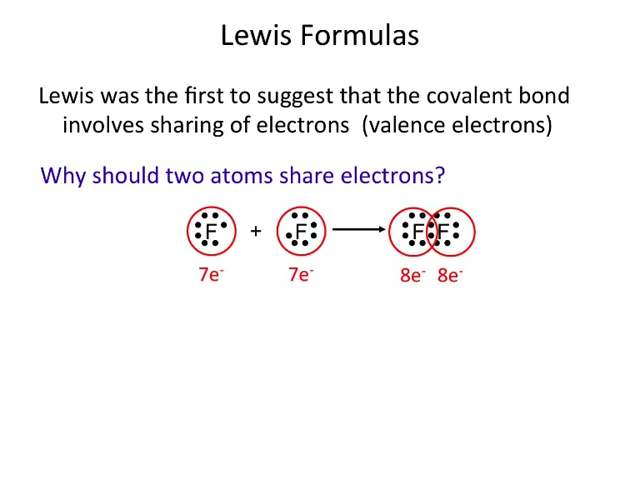 Lewis Formulas
Lewis was the first to suggest that the covalent bond
involves sharing of electrons (valence electrons)
Why should two atoms share electrons?
F + F F F
7e- 7e- 8e- 8e-